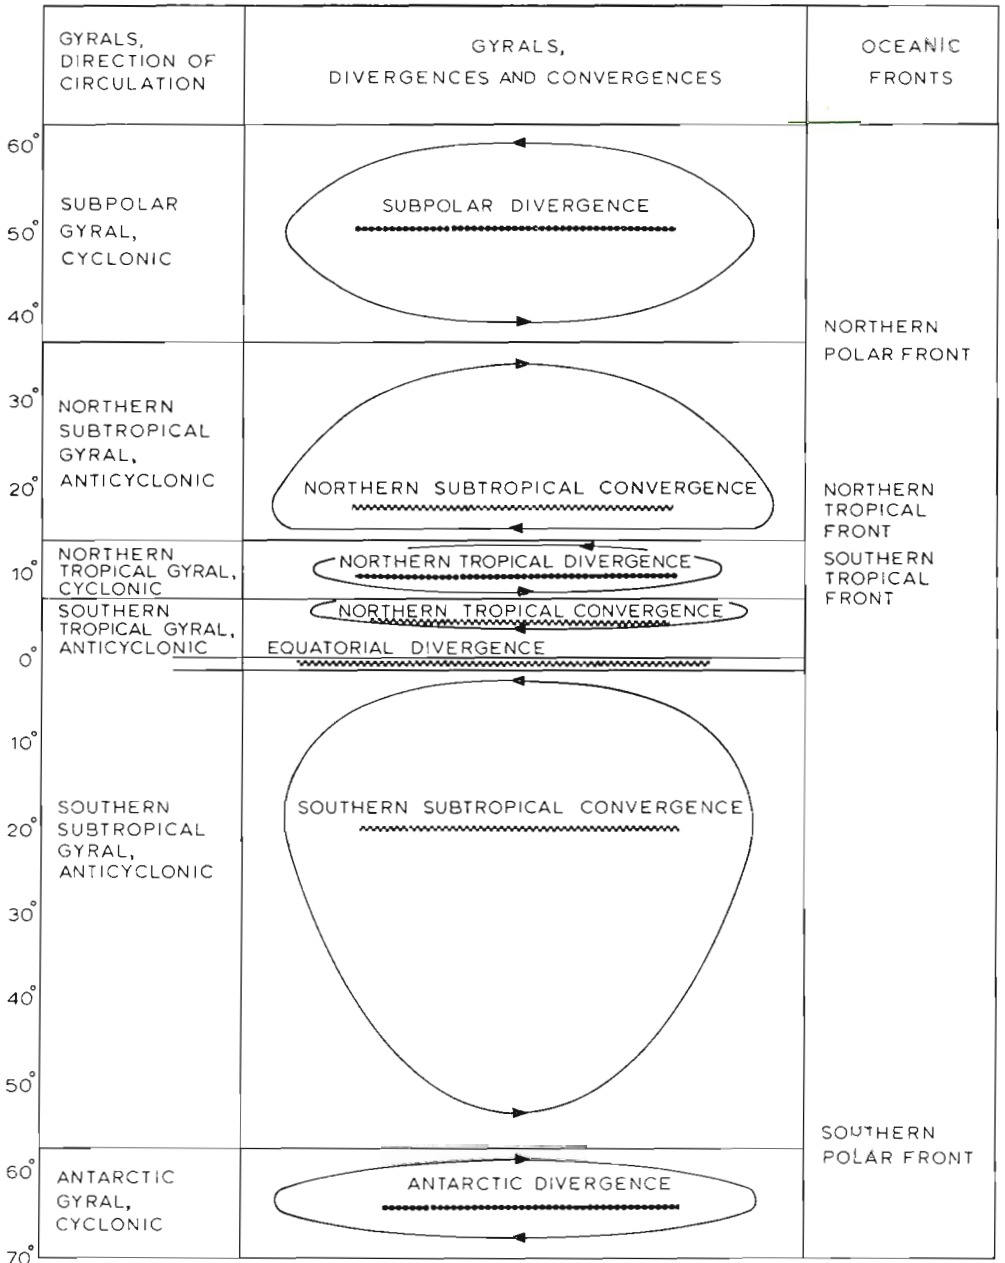 GYRALS,
DIRECTION OF
CIRCULATION
GYRALS,
DIVERGENCES AND CONVERGENCES
OCEANIC
FRONTS
60°
50°
40°
30°
20°
10°
0°
10°
20°
30°
40°
50°
60°
70°
SUBPOLAR
GYRAL,
CYCLONIC
SUBPOLAR DIVERGENCE
NORTHERN
POLAR FRONT
NORTHERN
SUBTROPICAL
GYRAL,
ANTICYCLONIC
NORTHERN SUBTROPICAL CONVERGENCE
NORTHERN
TROPICAL
FRONT
NORTHERN
TROPICAL GYRAL,
CYCLONIC
NORTHERN TROPICAL DIVERGENCE
SOUTHERN
TROPICAL
FRONT
SOUTHERN
TROPICAL GYRAL,
ANTICYCLONIC
NORTHERN TROPICAL CONVERGENCE
EQUATORIAL DIVERGENCE
SOUTHERN
SUBTROPICAL
GYRAL,
ANTICYCLONIC
SOUTHERN SUBTROPICAL CONVERGENCE
SOUTHERN
POLAR FRONT
ANTARCTIC
GYRAL,
CYCLONIC
ANTARCTIC DIVERGENCE